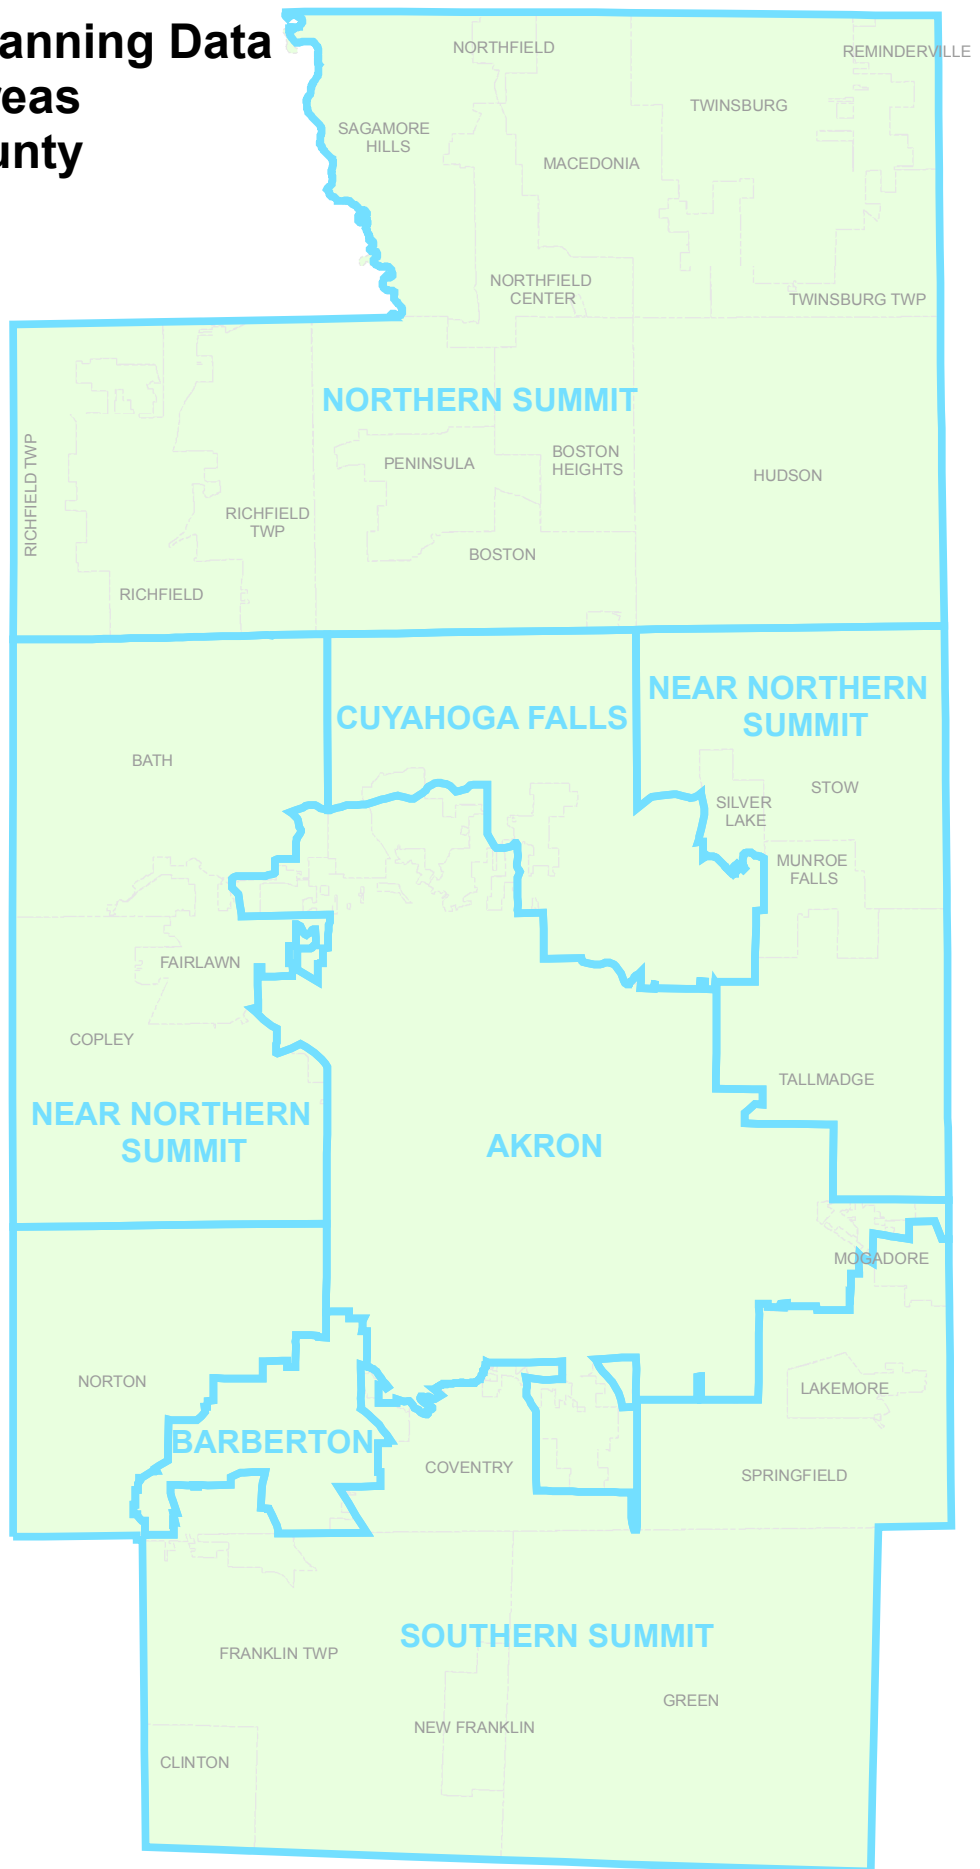 anning Data
reas
unty
NORTHFIELD
REMINDERVILLE
TWINSBURG
SAGAMORE
HILLS
MACEDONIA
NORTHFIELD
CENTER
TWINSBURG TWP
NORTHERN SUMMIT
RICHFIELD TWP
PENINSULA
BOSTON
HEIGHTS
HUDSON
RICHFIELD
TWP
BOSTON
RICHFIELD
NEAR NORTHERN
SUMMIT
CUYAHOGA FALLS
BATH
STOW
SILVER
LAKE
MUNROE
FALLS
FAIRLAWN
COPLEY
TALLMADGE
NEAR NORTHERN
SUMMIT
AKRON
MOGADORE
NORTON
LAKEMORE
BARBERTON
COVENTRY
SPRINGFIELD
SOUTHERN SUMMIT
FRANKLIN TWP
GREEN
NEW FRANKLIN
CLINTON